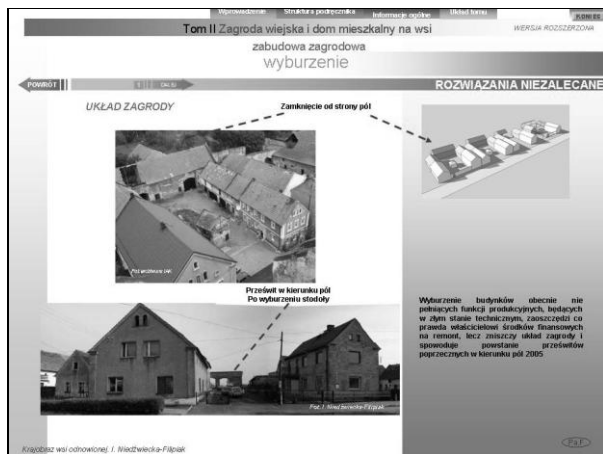 Wprowadzenie Struktura podręcznika Informacje ogólne Układ tomu
KONIEC
Tom II Zagroda wiejska i dom mieszkalny na wsi
WERSJA ROZSZERZONA
zabudowa zagrodowa
wyburzenie
POWRÓT
DALEJ
ROZWIĄZANIA NIEZALECANE
UKŁAD ZAGRODY
Zamknięcie od strony pól
Prześwit w kierunku pól
Po wyburzeniu stodoły
Wyburzenie budynków obecnie nie
pełniących funkcji produkcyjnych, będących
w złym stanie technicznym, zaoszczędzi co
prawda właścicielowi środków finansowych
na remont, lecz zniszczy układ zagrody i
spowoduje powstanie prześwitów
poprzecznych w kierunku pól 2005
Fot. I. Niedźwiecka-Filipiak
Krajobraz wsi odnowionej. I. Niedźwiecka-Filipiak